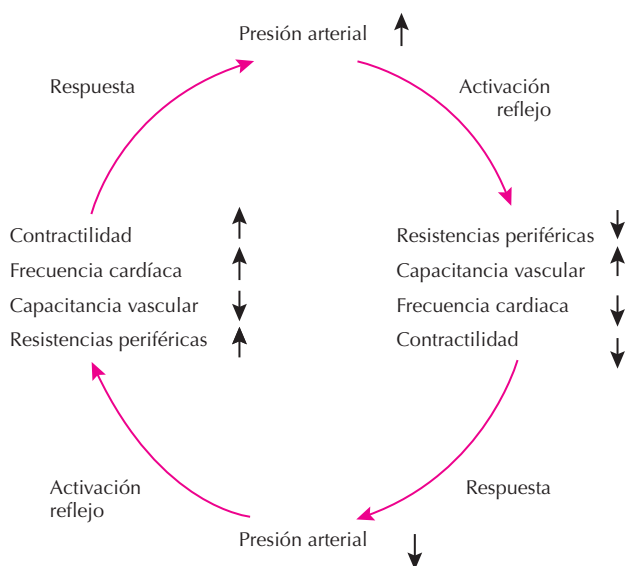 Presión arterial
Respuesta
Activación
reflejo
Contractilidad
Frecuencia cardíaca
Capacitancia vascular
Resistencias periféricas
Resistencias periféricas
Capacitancia vascular
Frecuencia cardiaca
Contractilidad
Activación
reflejo
Respuesta
Presión arterial